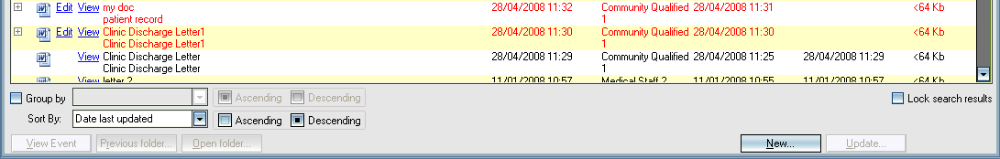 Edit View my doc 28/04/2008 11:32 Community Qualified 28/04/2008 11:31 <64 Kb
patient record 1
Edit View Clinic Discharge Letter1 28/04/2008 11:30 Community Qualified 28/04/2008 11:30 <64 Kb
Clinic Discharge Letter1 1
View Clinic Discharge Letter 28/04/2008 11:29 Community Qualified 28/04/2008 11:25 28/04/2008 11:29 <64 Kb
Clinic Discharge Letter 1
View letter 2 11/01/2008 10:57 Medical Staff 2 11/01/2008 10:55 11/01/2008 10:57 <64 Kb
Group by Ascending Descending Lock search results
Sort By: Date last updated Ascending Descending
View Event Previous folder... Open folder... New... Update...